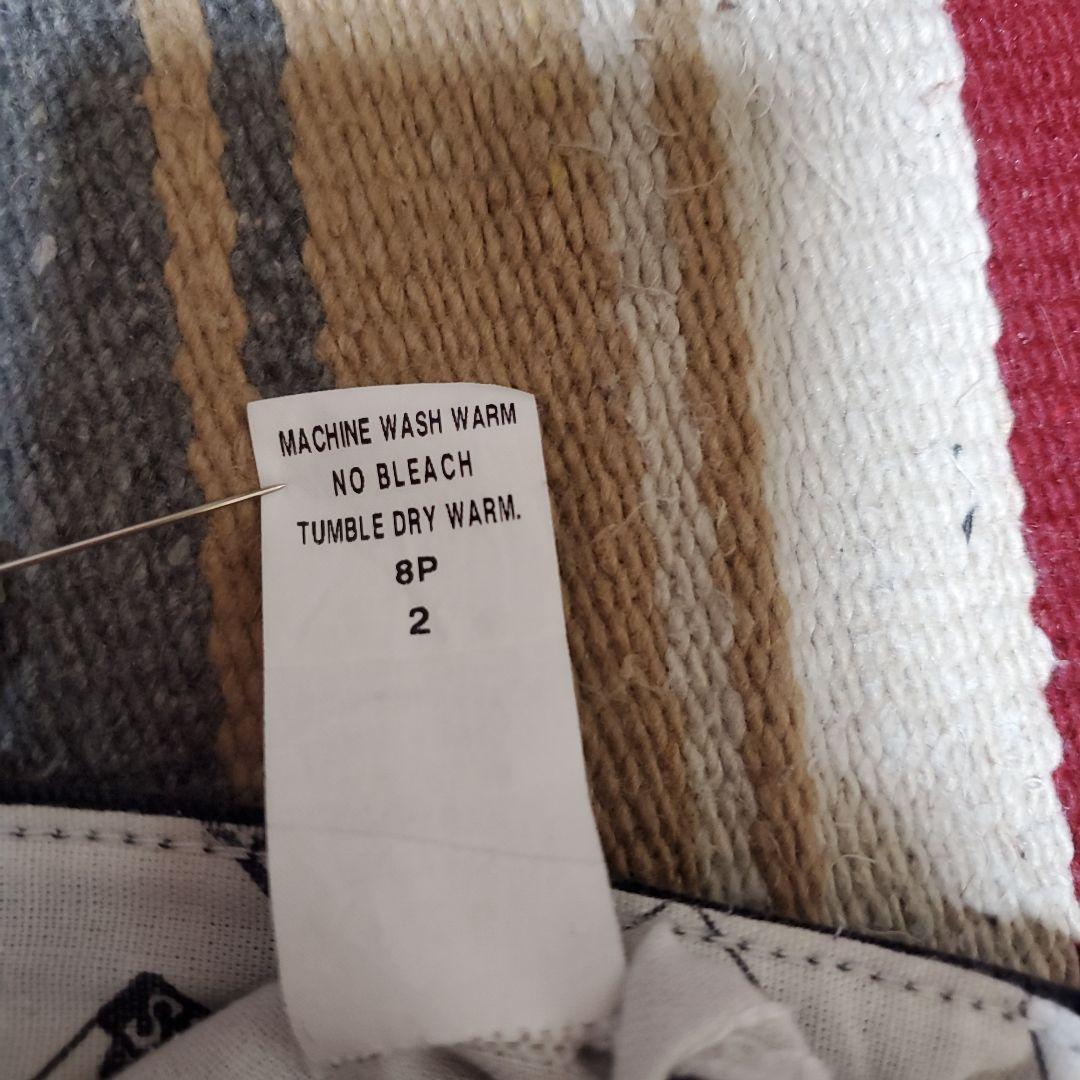 MACHINE WASH WARM
NO BLEACH
TUMBLE DRY WARM.
8P
2